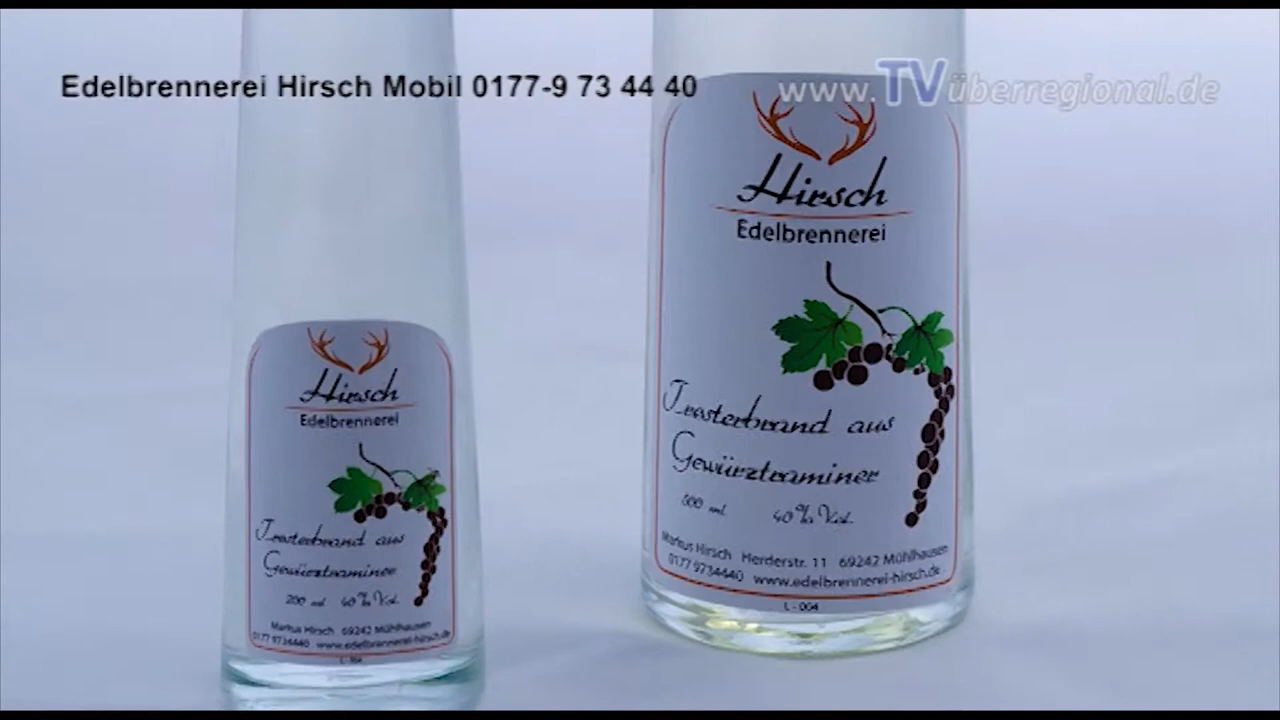 Edelbrennerei Hirsch Mobil 0177-9 73 44 40
www.TVüberregional.de
Hirsch
Edelbrennerei
Tresterbrand aus
Gewürztraminer
200 ml 40 % Vol.
Markus Hirsch 69242 Mühlhausen
0177 9734440 www.edelbrennerei-hirsch.de
Hirsch
Edelbrennerei
Tresterbrand aus
Gewürztraminer
500 ml 40 % Vol.
Markus Hirsch Herderstr. 11 69242 Mühlhausen
0177 9734440 www.edelbrennerei-hirsch.de
L - 004